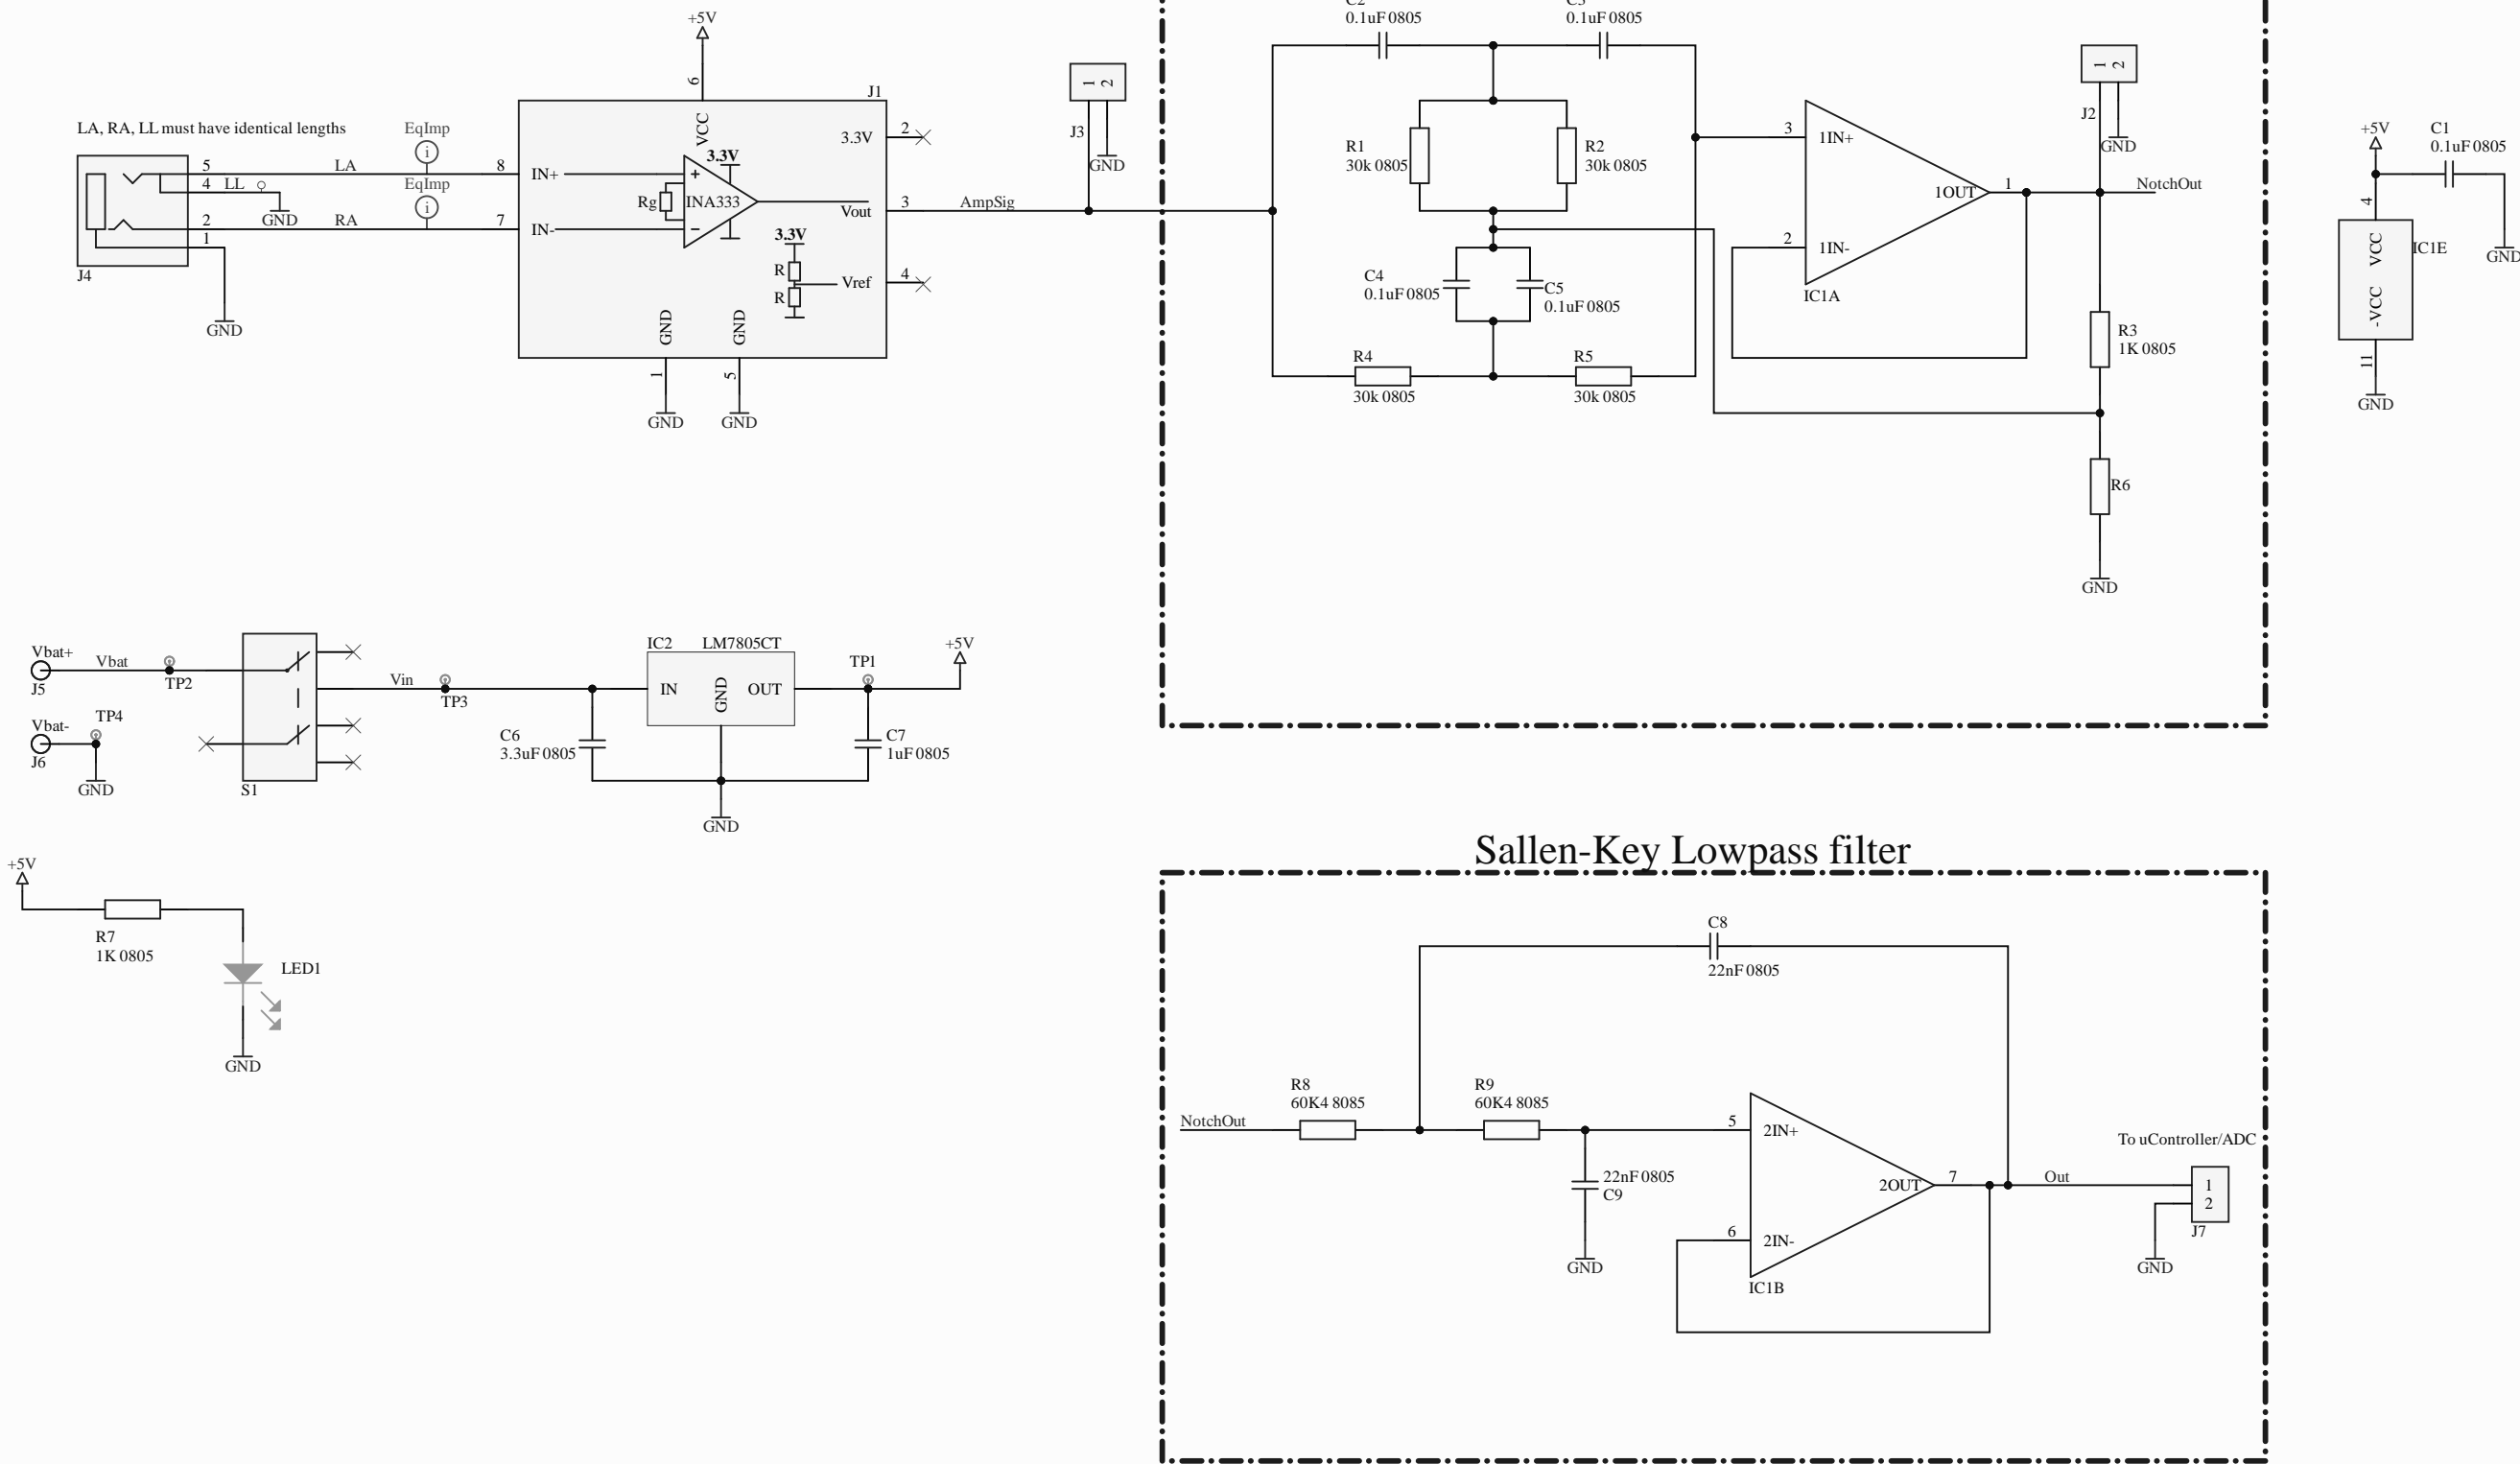 +5V
6
J1
VCC
LA, RA, LL must have identical lengths
EqImp
i
5
LA
8
IN+
4
LL
GND
EqImp
i
2
RA
7
IN-
1
J4
GND
3.3V
2
3.3V
+
Rg
INA333
−
Vout
3
AmpSig
3.3V
R
R
Vref
4
GND
GND
1
5
GND
GND
1
2
J3
GND
0.1uF 0805
0.1uF 0805
R1
30k 0805
R2
30k 0805
C4
0.1uF 0805
C5
0.1uF 0805
R4
30k 0805
R5
30k 0805
3
1IN+
2
1IN-
1OUT
1
IC1A
1
2
J2
GND
NotchOut
R3
1K 0805
R6
GND
+5V
C1
0.1uF 0805
4
VCC
-VCC
IC1E
GND
11
GND
Vbat+
Vbat
J5
TP2
Vbat-
TP4
J6
GND
S1
Vin
TP3
IC2
LM7805CT
IN
GND
OUT
TP1
+5V
C6
3.3uF 0805
C7
1uF 0805
GND
+5V
R7
1K 0805
LED1
GND
Sallen-Key Lowpass filter
C8
22nF 0805
NotchOut
R8
60K4 8085
R9
60K4 8085
22nF 0805
C9
GND
5
2IN+
6
2IN-
2OUT
7
IC1B
Out
To uController/ADC
1
2
J7
GND